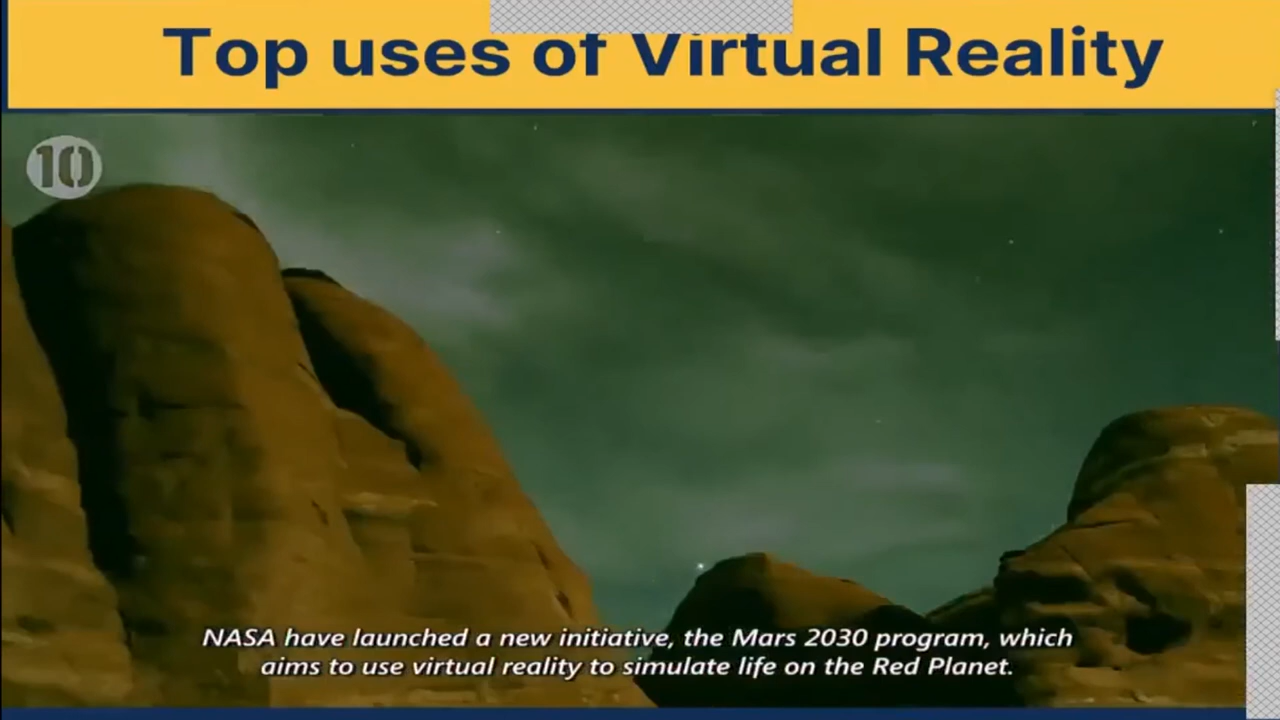 Top uses of Virtual Reality
10
NASA have launched a new initiative, the Mars 2030 program, which
aims to use virtual reality to simulate life on the Red Planet.